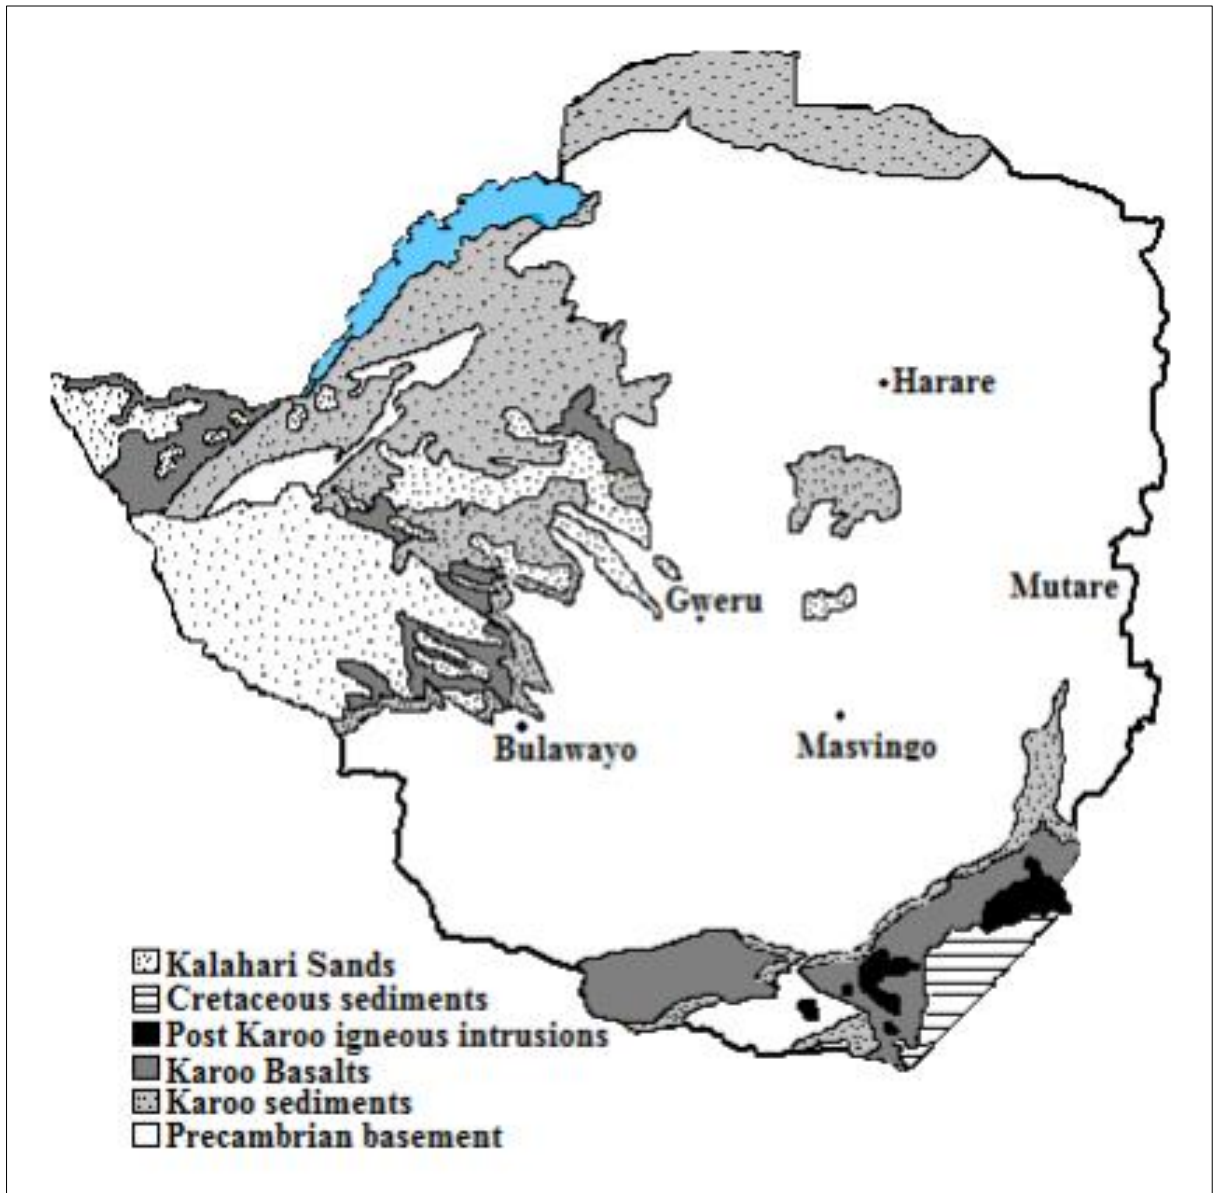 Harare
Mutare
Gweru
Bulawayo
Masvingo
Kalahari Sands
Cretaceous sediments
Post Karoo igneous intrusions
Karoo Basalts
Karoo sediments
Precambrian basement